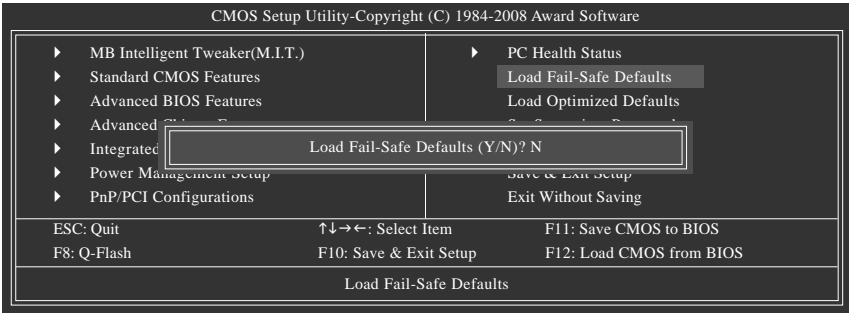 CMOS Setup Utility-Copyright (C) 1984-2008 Award Software
MB Intelligent Tweaker(M.I.T.)
Standard CMOS Features
Advanced BIOS Features
Advanced
Integrated
Power Management Setup
PnP/PCI Configurations
PC Health Status
Load Fail-Safe Defaults
Load Optimized Defaults
Save & Exit Setup
Exit Without Saving
Load Fail-Safe Defaults (Y/N)? N
ESC: Quit
↑↓→←: Select Item
F11: Save CMOS to BIOS
F8: Q-Flash
F10: Save & Exit Setup
F12: Load CMOS from BIOS
Load Fail-Safe Defaults